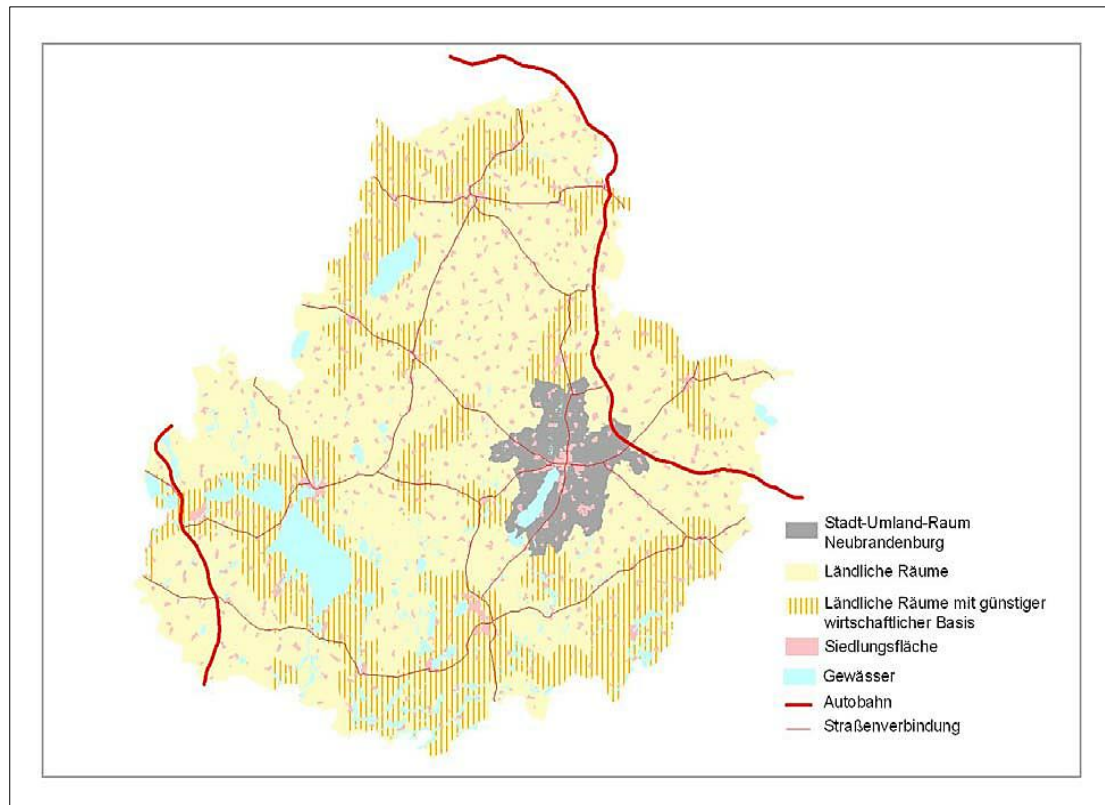 Stadt-Umland-Raum
Neubrandenburg
Ländliche Räume
Ländliche Räume mit günstiger
wirtschaftlicher Basis
Siedlungsfläche
Gewässer
Autobahn
Straßenverbindung